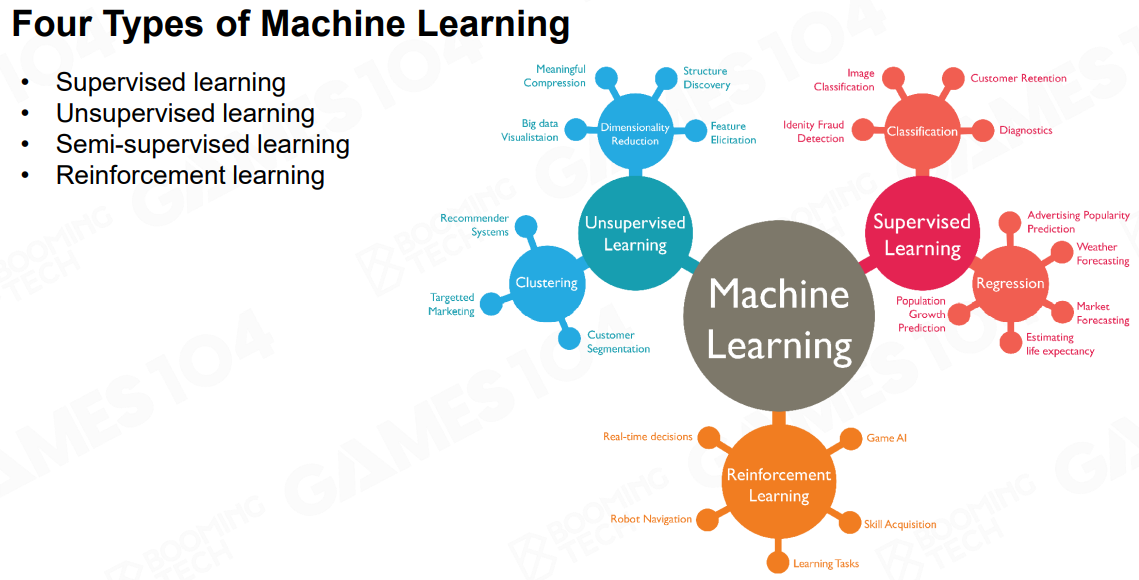 Four Types of Machine Learning
• Supervised learning
• Unsupervised learning
• Semi-supervised learning
• Reinforcement learning
Meaningful
Compression
Structure
Discovery
Big data
Visualistaion
Dimensionality
Reduction
Feature
Elicitation
Unsupervised
Learning
Recommender
Systems
Clustering
Targetted
Marketing
Customer
Segmentation
Machine
Learning
Image
Classification
Customer Retention
Idenity Fraud
Detection
Classification
Diagnostics
Supervised
Learning
Advertising Popularity
Prediction
Weather
Forecasting
Regression
Population
Growth
Prediction
Market
Forecasting
Estimating
life expectancy
Real-time decisions
Game AI
Reinforcement
Learning
Robot Navigation
Skill Acquisition
Learning Tasks
BOOMING
TECH
GAMES104